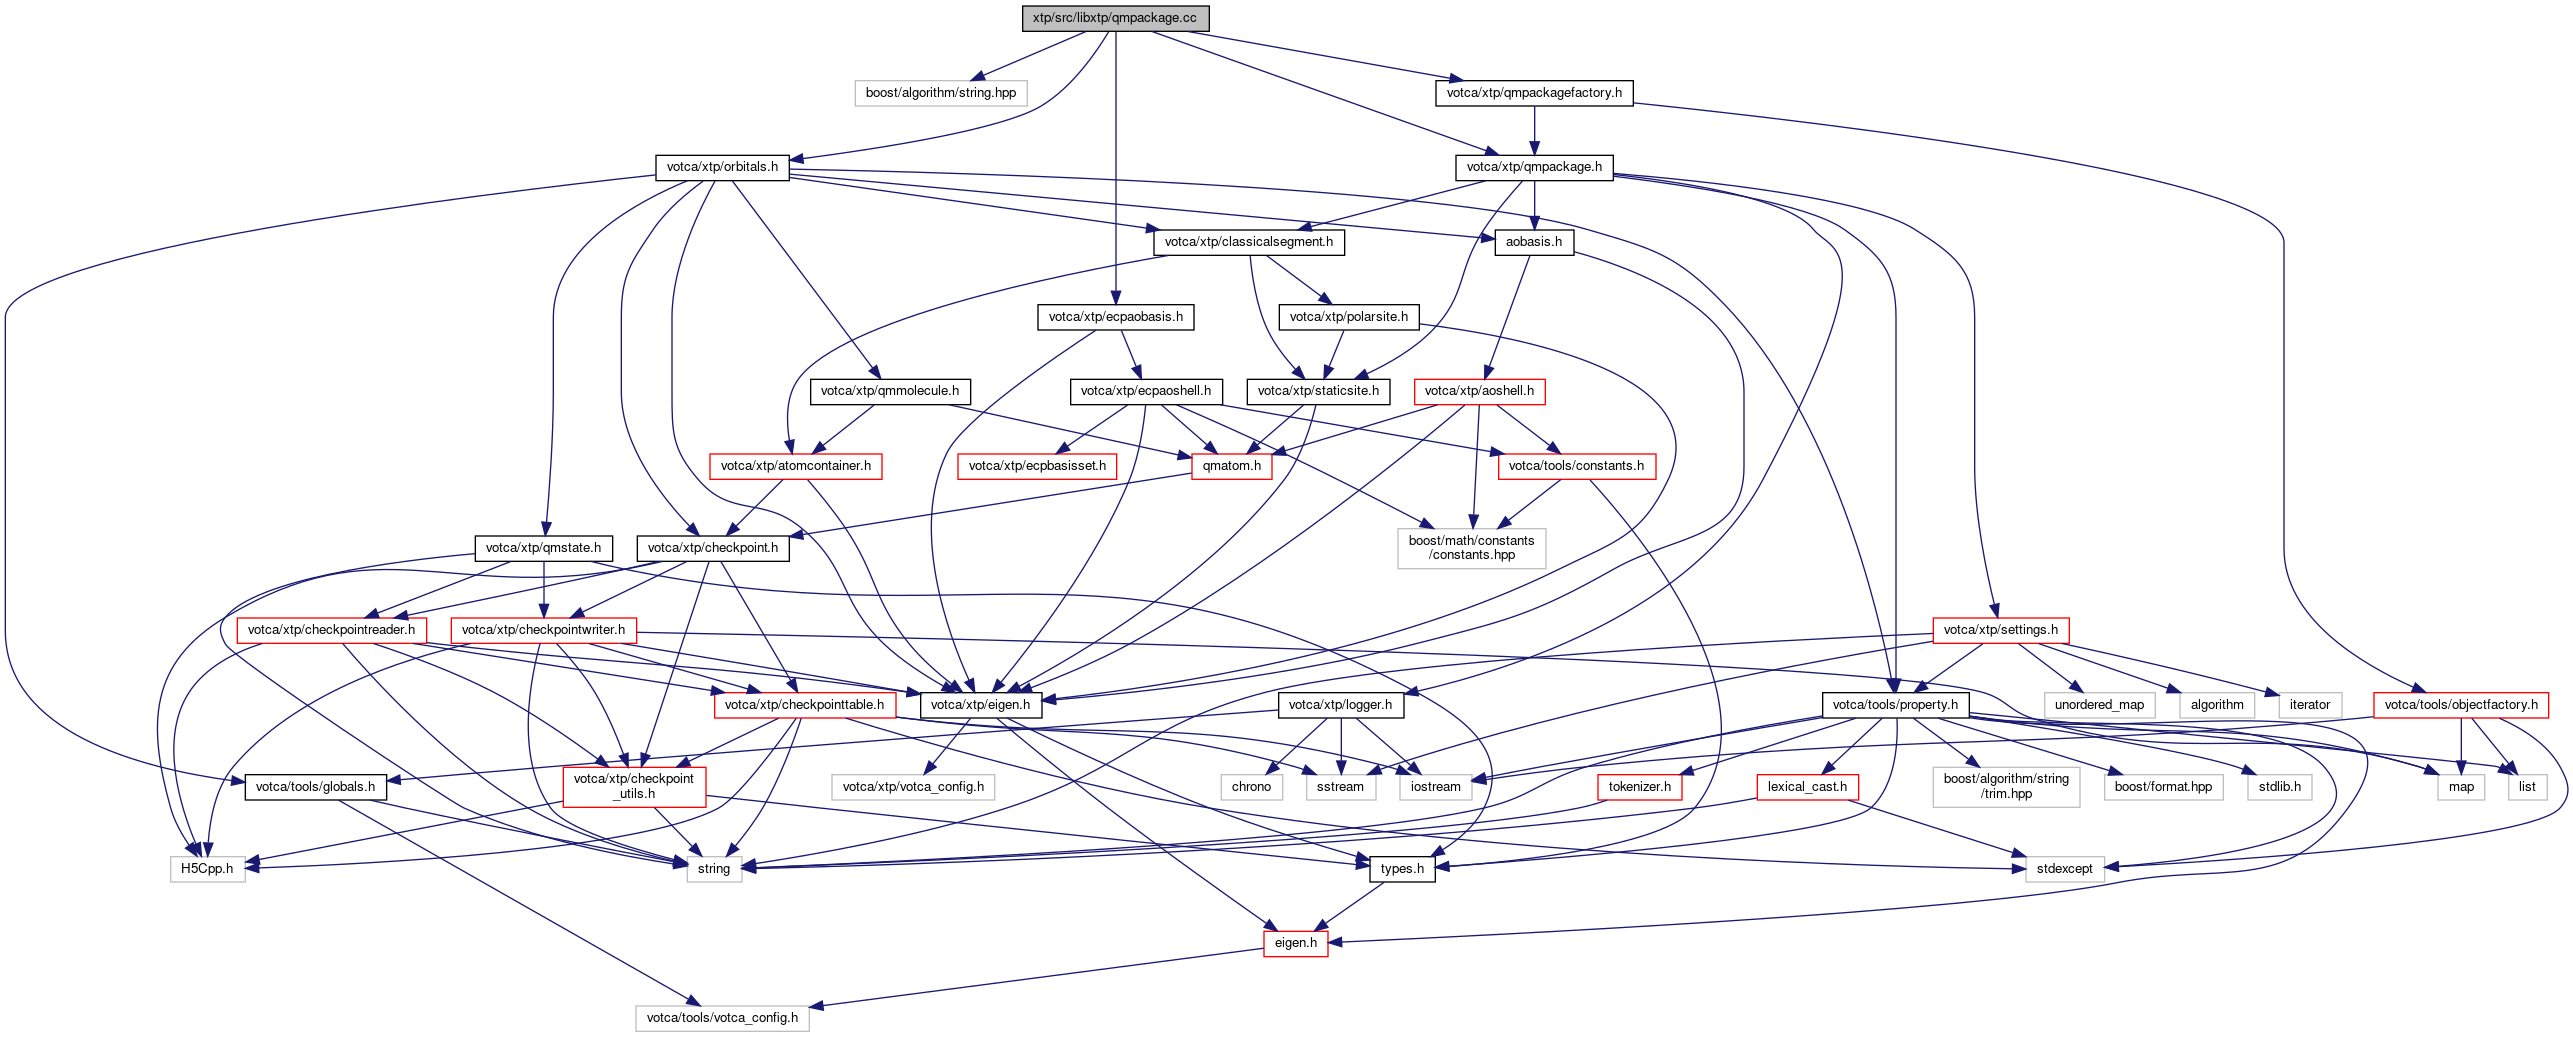 xtp/src/libxtp/qmpackage.cc
boost/algorithm/string.hpp
votca/xtp/qmpackagefactory.h
votca/xtp/orbitals.h
votca/xtp/qmpackage.h
votca/xtp/classicalsegment.h
aobasis.h
votca/xtp/ecpaobasis.h
votca/xtp/polarsite.h
votca/xtp/qmmolecule.h
votca/xtp/ecpaoshell.h
votca/xtp/staticsite.h
votca/xtp/aoshell.h
votca/xtp/atomcontainer.h
votca/xtp/ecpbasisset.h
qmatom.h
votca/tools/constants.h
votca/xtp/qmstate.h
votca/xtp/checkpoint.h
boost/math/constants
/constants.hpp
votca/xtp/checkpointreader.h
votca/xtp/checkpointwriter.h
votca/xtp/settings.h
votca/xtp/checkpointtable.h
votca/xtp/eigen.h
votca/xtp/logger.h
votca/tools/property.h
unordered_map
algorithm
iterator
votca/tools/objectfactory.h
votca/tools/globals.h
votca/xtp/checkpoint
_utils.h
votca/xtp/votca_config.h
chrono
sstream
iostream
tokenizer.h
lexical_cast.h
boost/algorithm/string
/trim.hpp
boost/format.hpp
stdlib.h
map
list
H5Cpp.h
string
types.h
stdexcept
eigen.h
votca/tools/votca_config.h